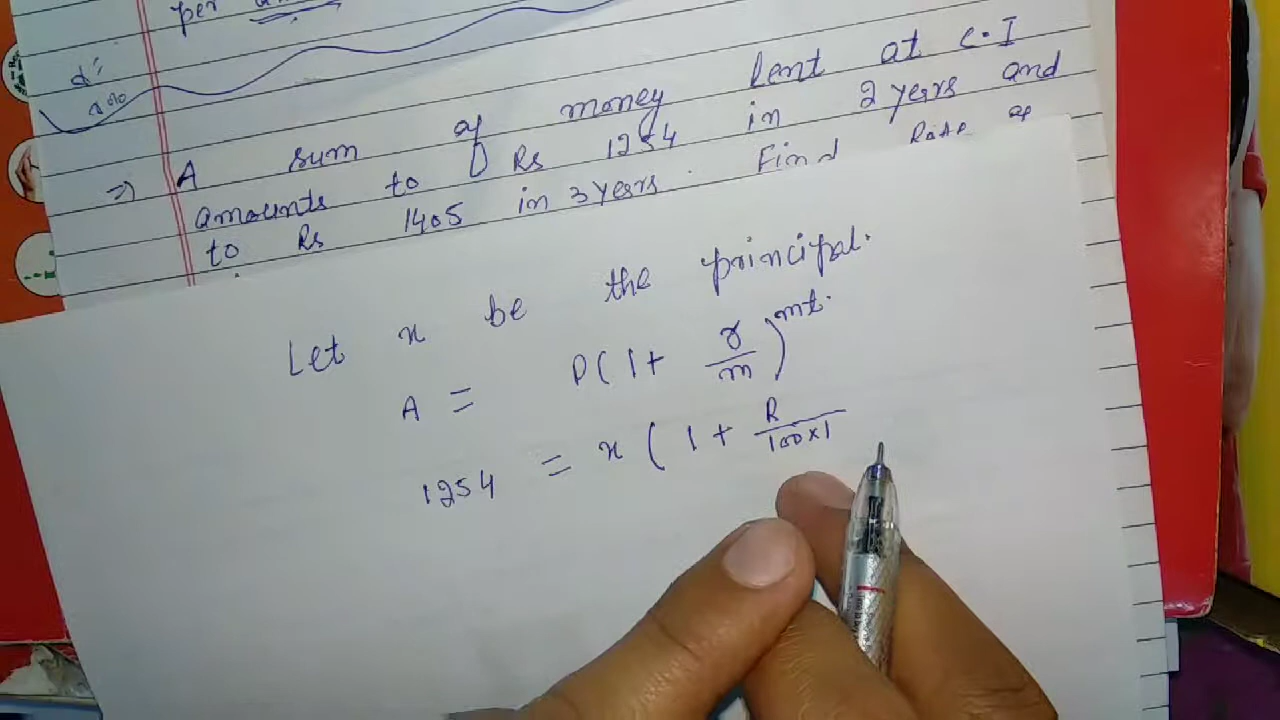 per
A sum of money lent at C.I
amounts to Rs 1254 in 2 years and
to Rs 1405 in 3 years. Find Rate of
Let x be the principal.
A = P(1 + r/m)^mt.
1254 = x ( 1 + R/100×1